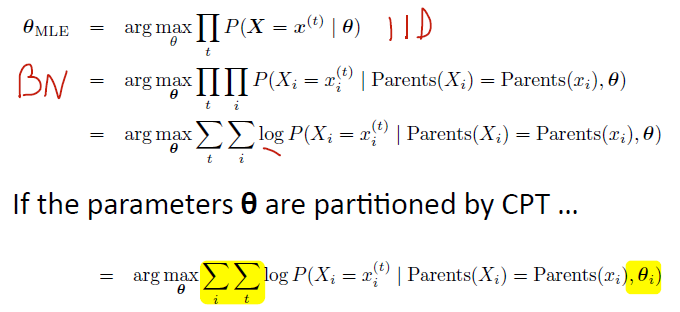 θ_MLE = arg max_θ ∏_t P(X = x^(t) | θ) IID
BN = arg max_θ ∏_t ∏_i P(X_i = x_i^(t) | Parents(X_i) = Parents(x_i), θ)
= arg max_θ ∑_t ∑_i log P(X_i = x_i^(t) | Parents(X_i) = Parents(x_i), θ)
If the parameters θ are partitioned by CPT ...
= arg max_θ ∑_i ∑_t log P(X_i = x_i^(t) | Parents(X_i) = Parents(x_i), θ_i)